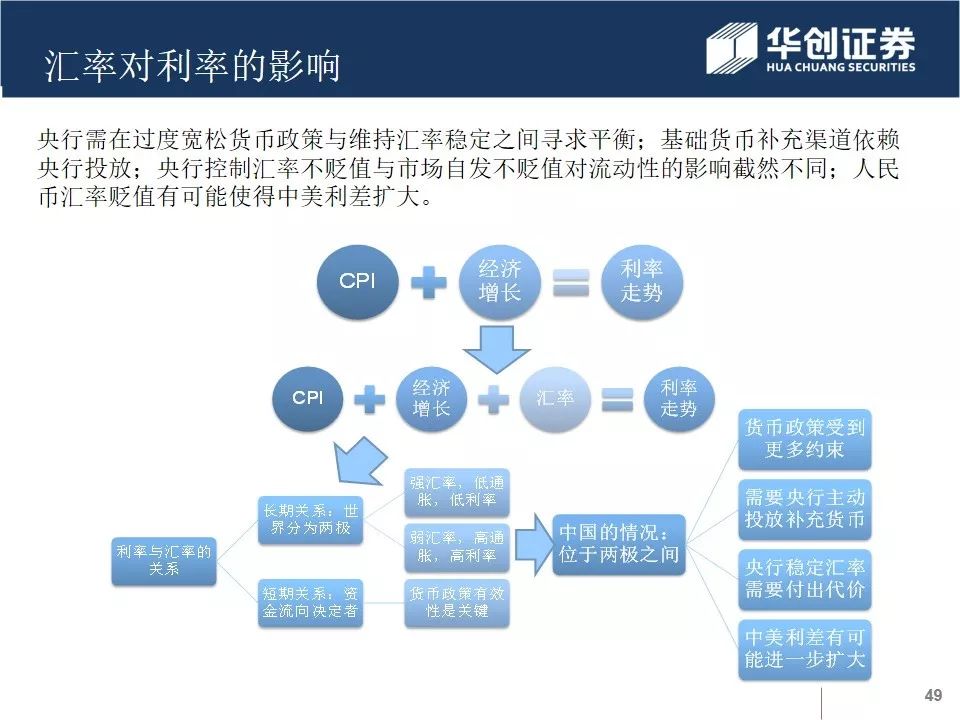 汇率对利率的影响
华创证券
HUA CHUANG SECURITIES
央行需在过度宽松货币政策与维持汇率稳定之间寻求平衡；基础货币补充渠道依赖
央行投放；央行控制汇率不贬值与市场自发不贬值对流动性的影响截然不同；人民
币汇率贬值有可能使得中美利差扩大。
CPI
经济
增长
利率
走势
CPI
经济
增长
汇率
利率
走势
利率与汇率的
关系
长期关系：世
界分为两极
短期关系：资
金流向决定者
强汇率，低通
胀，低利率
弱汇率，高通
胀，高利率
货币政策有效
性是关键
中国的情况：
位于两极之间
货币政策受到
更多约束
需要央行主动
投放补充货币
央行稳定汇率
需要付出代价
中美利差有可
能进一步扩大
49